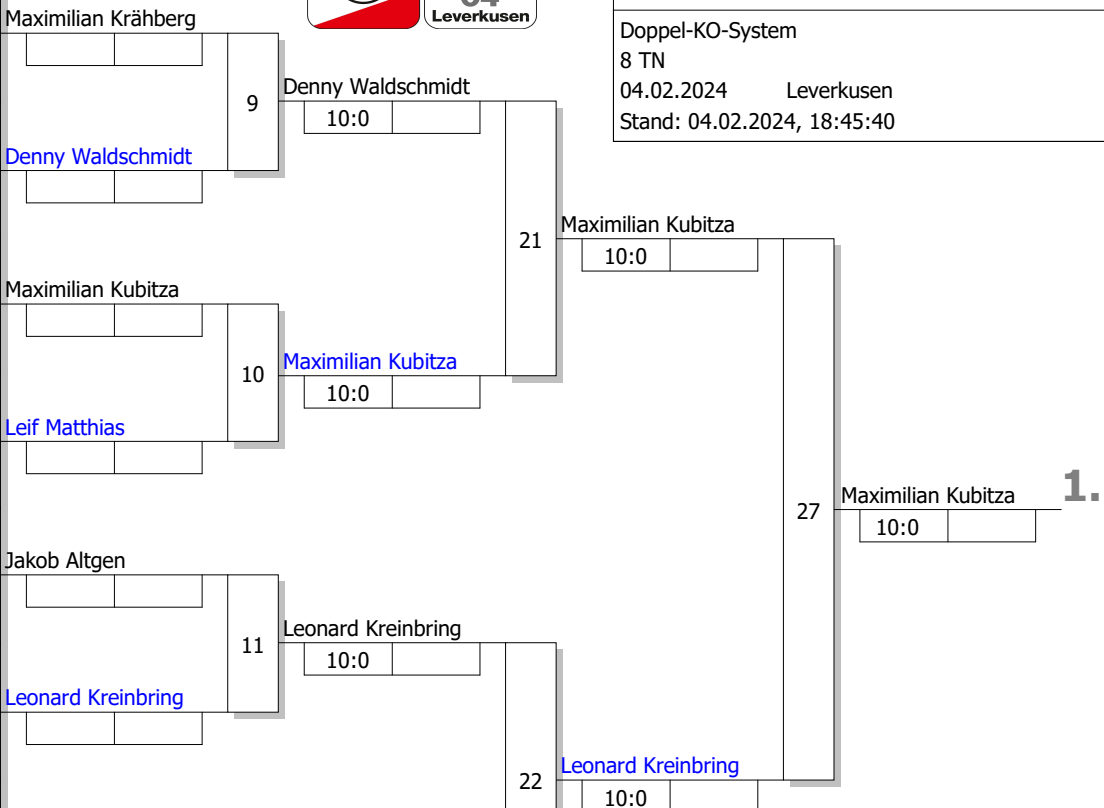 04
Leverkusen
Doppel-KO-System
8 TN
04.02.2024 Leverkusen
Stand: 04.02.2024, 18:45:40
Maximilian Krähberg
9
Denny Waldschmidt
10:0
Denny Waldschmidt
21
Maximilian Kubitza
10:0
Maximilian Kubitza
10
Maximilian Kubitza
10:0
Leif Matthias
27
Maximilian Kubitza
1.
10:0
Jakob Altgen
11
Leonard Kreinbring
10:0
Leonard Kreinbring
22
Leonard Kreinbring
10:0